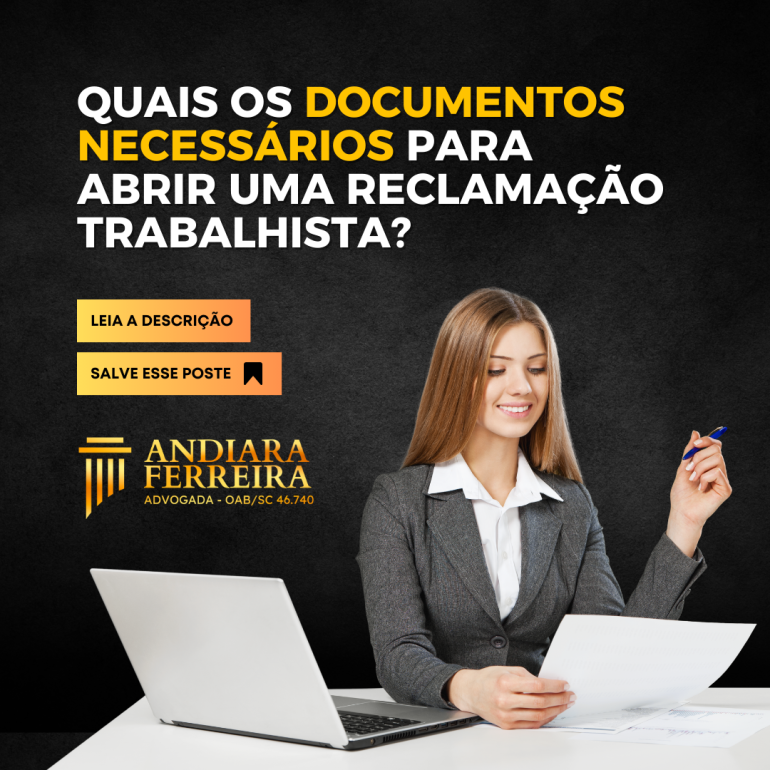 QUAIS OS DOCUMENTOS
NECESSÁRIOS PARA
ABRIR UMA RECLAMAÇÃO
TRABALHISTA?
LEIA A DESCRIÇÃO
SALVE ESSE POSTE
ANDIARA
FERREIRA
ADVOGADA - OAB/SC 46.740